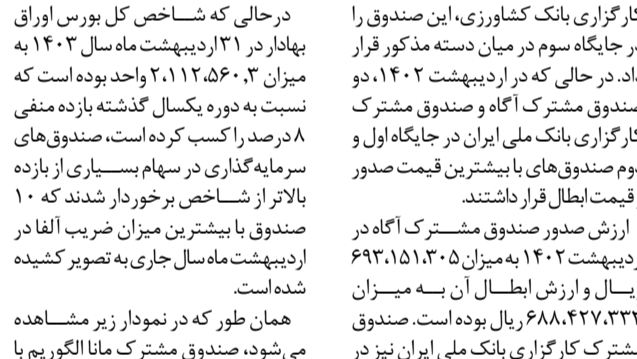 کارگزاری بانک کشاورزی، این صندوق را
در جایگاه سوم در میان دسته مذکور قرار
داد. در حالی که در اردیبهشت ۱۴۰۲، دو
صندوق مشترک آگاه و صندوق مشترک
کارگزاری بانک ملی ایران در جایگاه اول و
دوم صندوق‌های با بیشترین قیمت صدور
و قیمت ابطال قرار داشتند.
ارزش صدور صندوق مشترک آگاه در
اردیبهشت ۱۴۰۲ به میزان ۶۹۳،۱۵۱،۳۰۵
ریال و ارزش ابطال آن به میزان
ریال بوده است. صندوق
مشترک کارگزاری بانک ملی ایران نیز در
درحالی که شاخص کل بورس اوراق
بهادار در ۳۱ اردیبهشت ماه سال ۱۴۰۳ به
میزان ۲،۱۱۲،۵۶۰,۳ واحد بوده است که
نسبت به دوره یکسال گذشته بازده منفی
۸ درصد را کسب کرده است، صندوق‌های
سرمایه‌گذاری در سهام بسیاری از بازده
بالاتر از شاخص برخوردار شدند که ۱۰
صندوق با بیشترین میزان ضریب آلفا در
اردیبهشت ماه سال جاری به تصویر کشیده
شده است.
همان طور که در نمودار زیر مشاهده
می‌شود، صندوق مشترک مانا الگوریم با